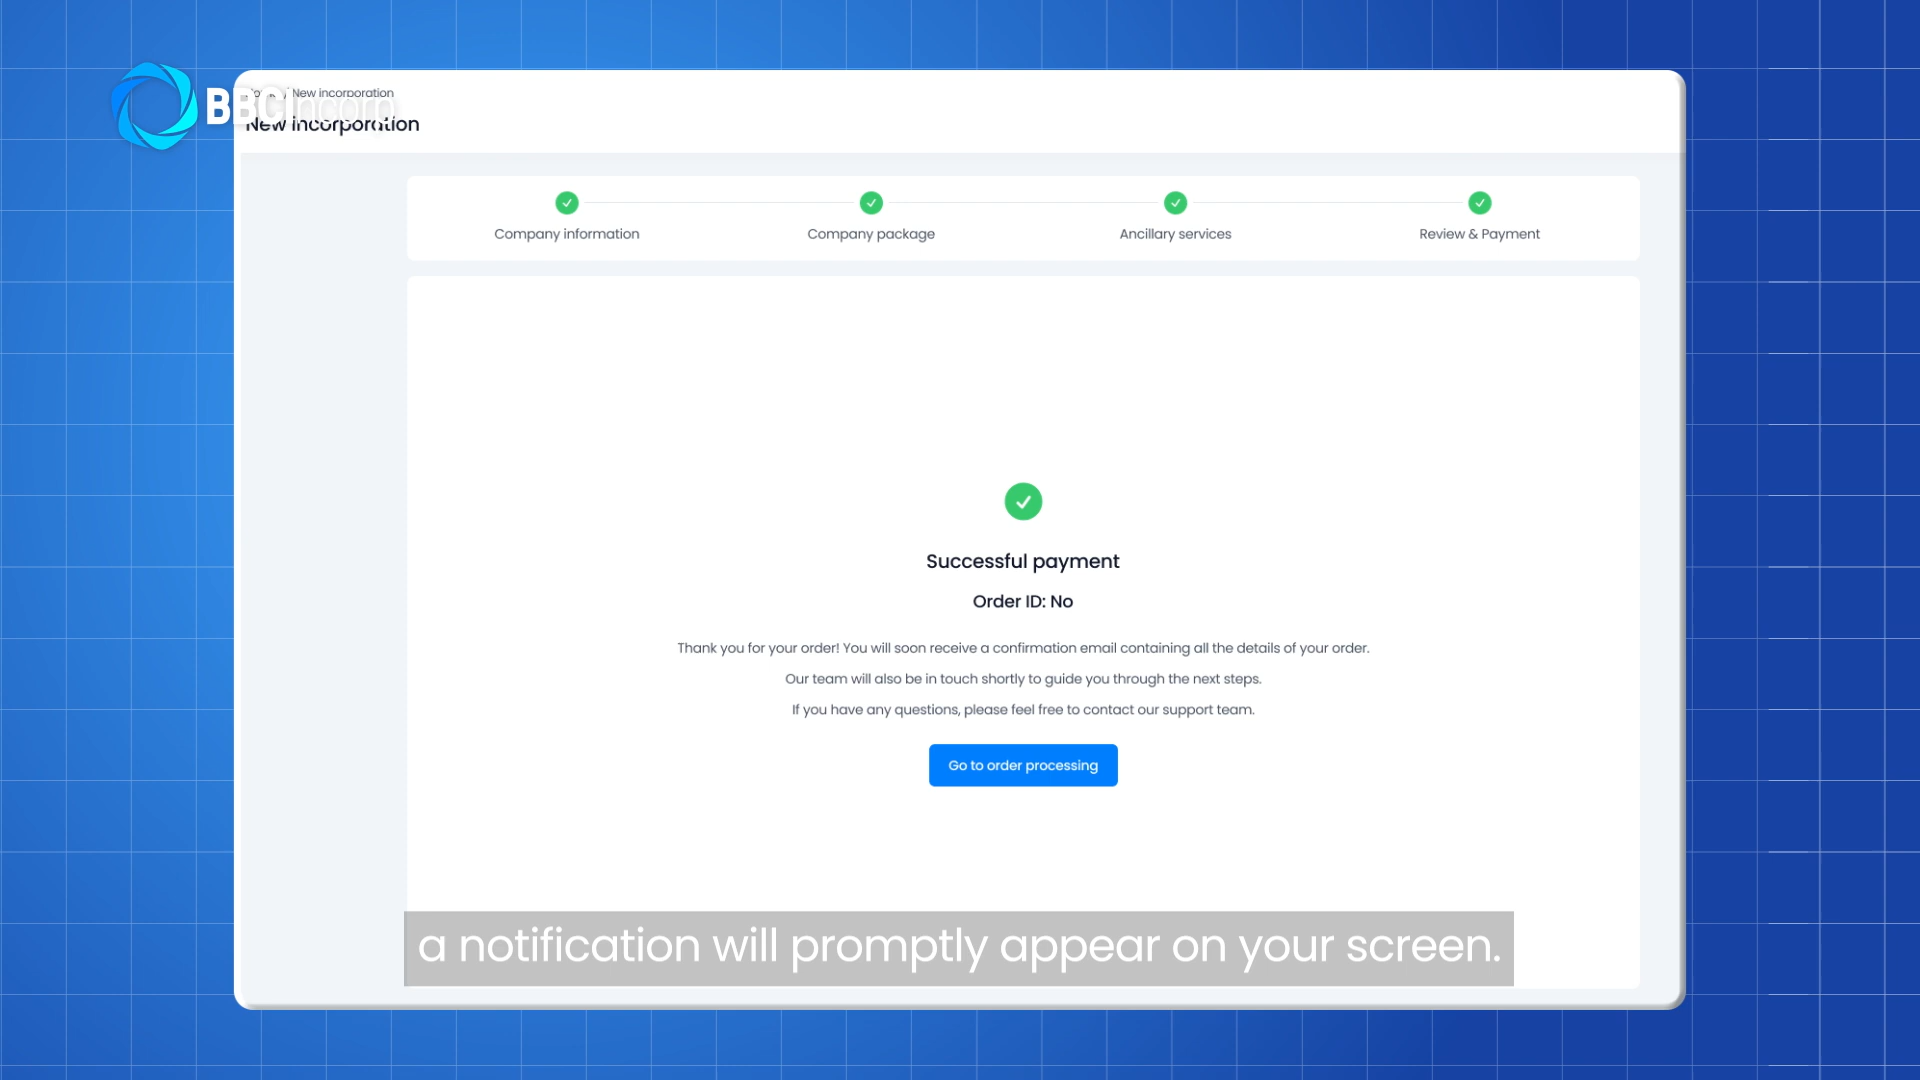 BBCIncorp
New incorporation
New incorporation
Company information
Company package
Ancillary services
Review & Payment
Successful payment
Order ID: No
Thank you for your order! You will soon receive a confirmation email containing all the details of your order.
Our team will also be in touch shortly to guide you through the next steps.
If you have any questions, please feel free to contact our support team.
Go to order processing
a notification will promptly appear on your screen.